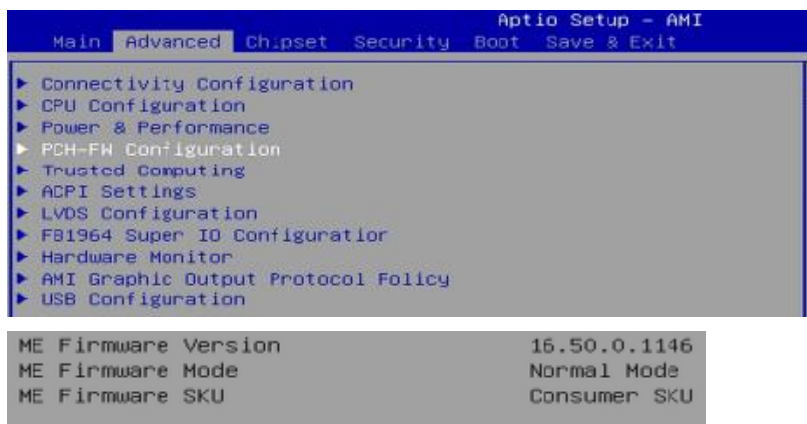 Aptio Setup - AMI
Main Advanced Chipset Security Boot Save & Exit
Connectivity Configuration
CPU Configuration
Power & Performance
PCH-FW Configuration
Trusted Computing
ACPI Settings
LVDS Configuration
F81964 Super IO Configuration
Hardware Monitor
AMI Graphic Output Protocol Policy
USB Configuration
ME Firmware Version 16.50.0.1146
ME Firmware Mode Normal Mode
ME Firmware SKU Consumer SKU